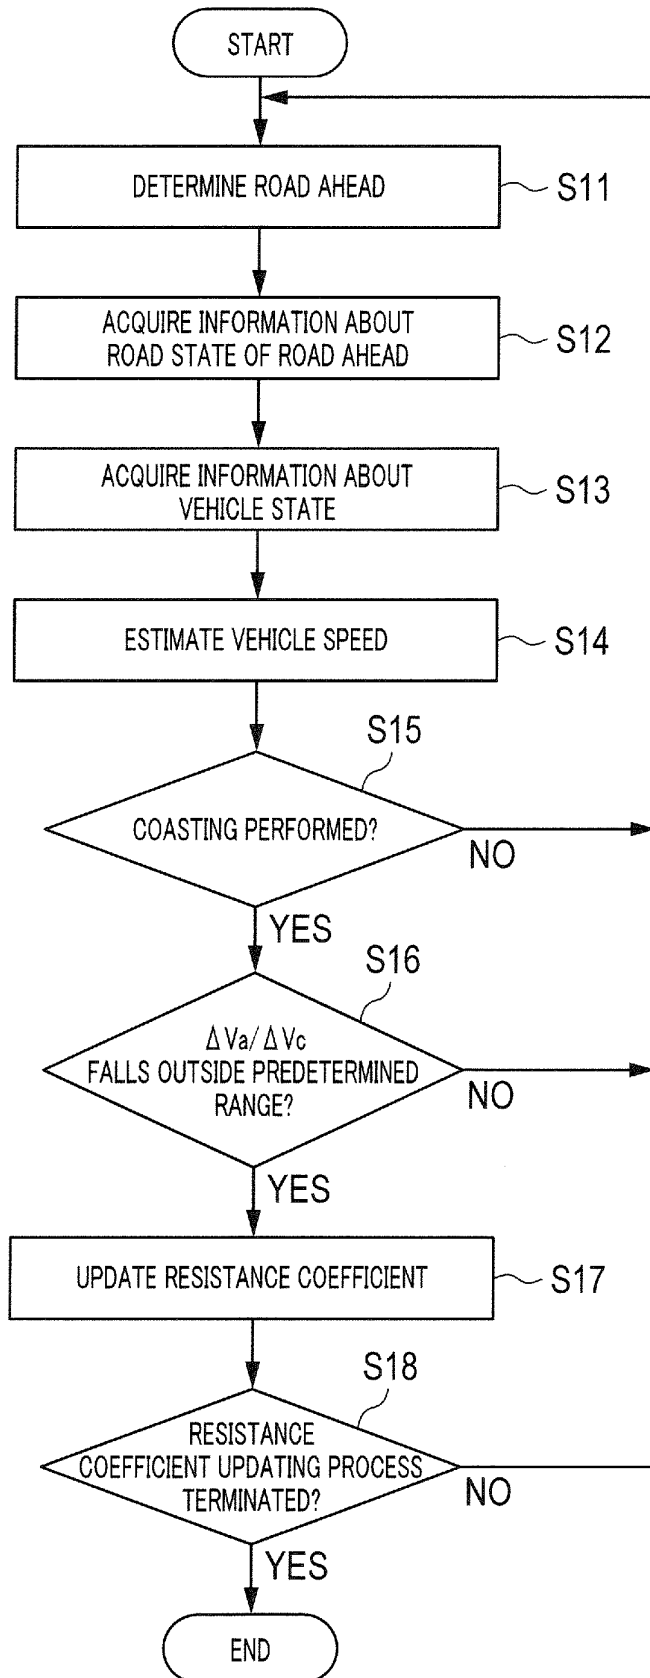 START
DETERMINE ROAD AHEAD
S11
ACQUIRE INFORMATION ABOUT
ROAD STATE OF ROAD AHEAD
S12
ACQUIRE INFORMATION ABOUT
VEHICLE STATE
S13
ESTIMATE VEHICLE SPEED
S14
S15
COASTING PERFORMED?
NO
YES
S16
ΔVa/ΔVc
FALLS OUTSIDE PREDETERMINED
RANGE?
NO
YES
UPDATE RESISTANCE COEFFICIENT
S17
S18
RESISTANCE
COEFFICIENT UPDATING PROCESS
TERMINATED?
NO
YES
END